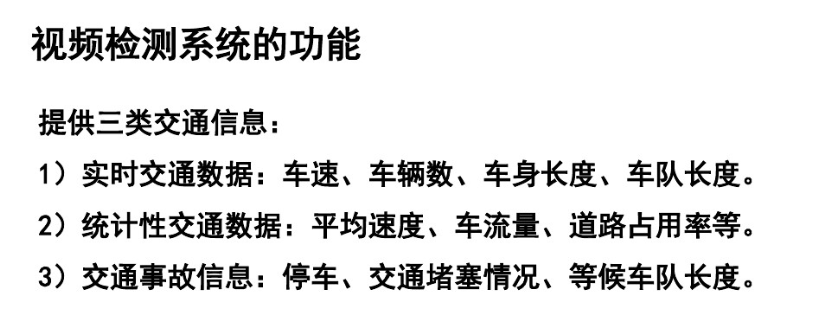 视频检测系统的功能
提供三类交通信息：
1）实时交通数据：车速、车辆数、车身长度、车队长度。
2）统计性交通数据：平均速度、车流量、道路占用率等。
3）交通事故信息：停车、交通堵塞情况、等候车队长度。